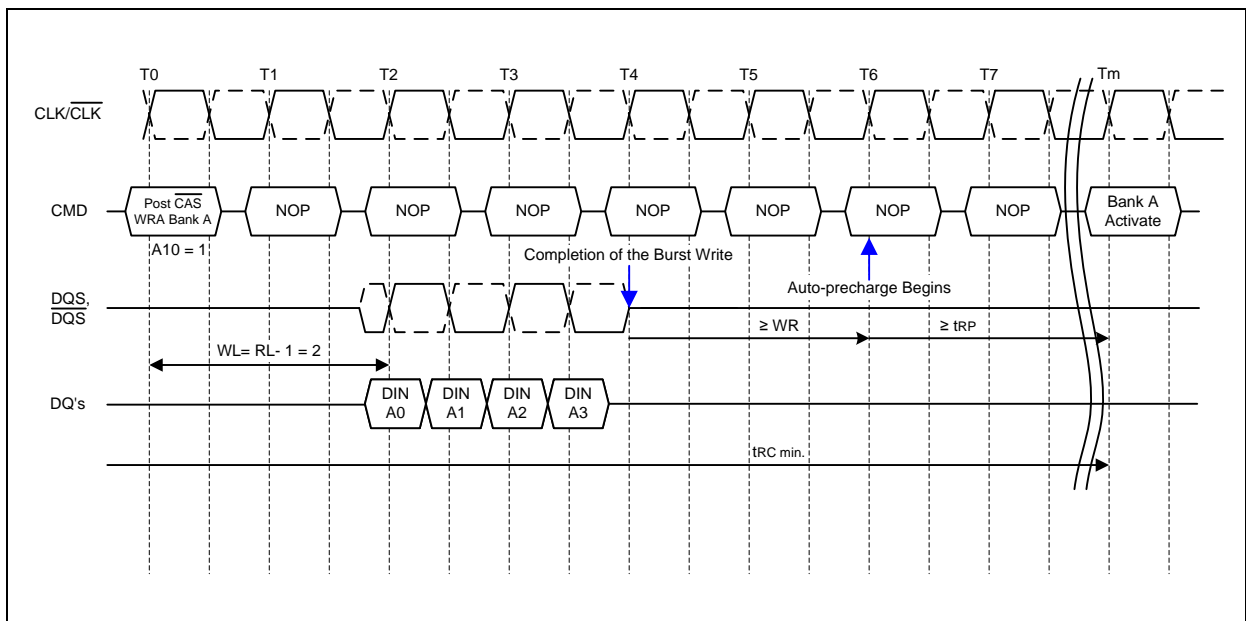 T0 T1 T2 T3 T4 T5 T6 T7 Tm
CLK/CLK
CMD
Post CAS
WRA Bank A
NOP NOP NOP NOP NOP NOP NOP
Bank A
Activate
A10 = 1
Completion of the Burst Write
Auto-precharge Begins
DQS,
DQS
≥ WR
≥ tRP
WL= RL- 1 = 2
DQ's
DIN
A0
DIN
A1
DIN
A2
DIN
A3
tRC min.